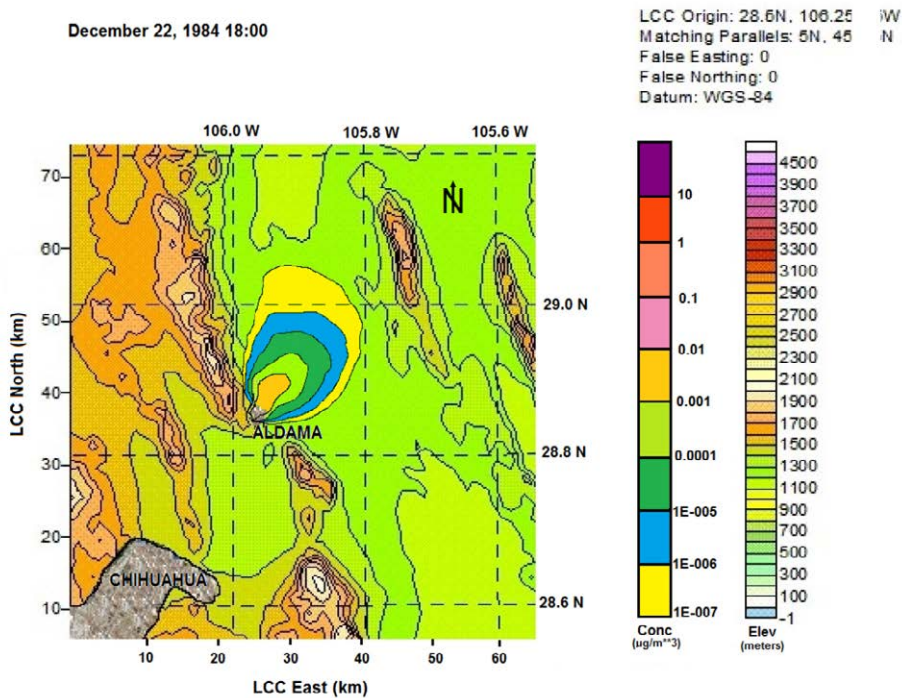 December 22, 1984 18:00
LCC Origin: 28.5N, 106.25 W
Matching Parallels: 5N, 45 N
False Easting: 0
False Northing: 0
Datum: WGS-84
106.0 W 105.8 W 105.6 W
N
70
60
50
40
30
20
10
LCC North (km)
29.0 N
28.8 N
28.6 N
ALDAMA
CHIHUAHUA
10 20 30 40 50 60
LCC East (km)
10
1
0.1
0.01
0.001
0.0001
1E-005
1E-006
1E-007
Conc
(ug/m**3)
4500
3900
3700
3500
3300
3100
2900
2700
2500
2300
2100
1900
1700
1500
1300
1100
900
700
500
300
100
-1
Elev
(meters)